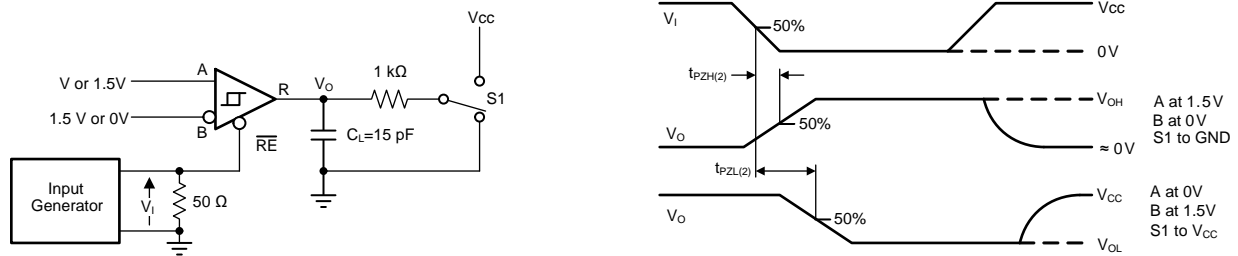 Vcc
A
V or 1.5V
1.5 V or 0V
B
R
VO
1 kΩ
S1
CL=15 pF
RE
Input
Generator
VI
50 Ω
VI
50%
Vcc
0V
tPZH(2)
VO
50%
VOH
≈ 0V
A at 1.5V
B at 0V
S1 to GND
tPZL(2)
VO
50%
VCC
VOL
A at 0V
B at 1.5V
S1 to VCC